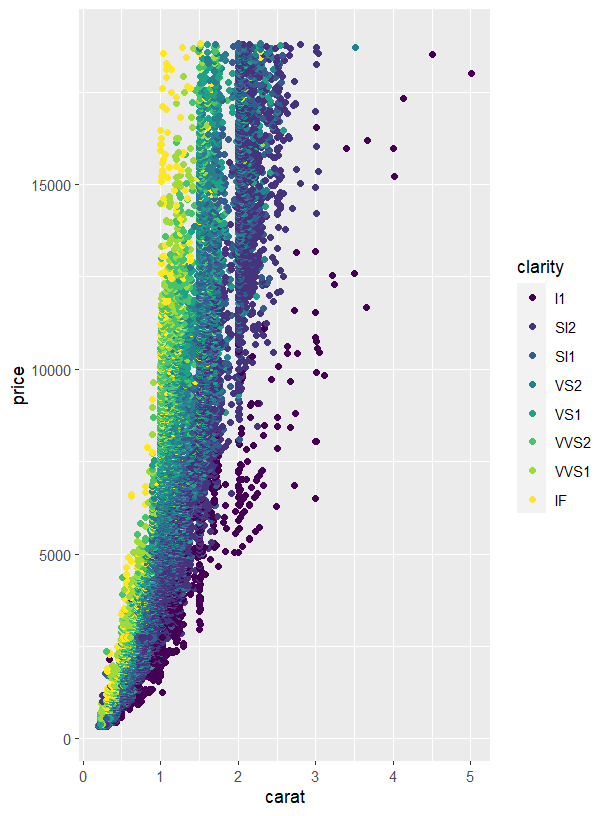 15000
10000
5000
0
price
0 1 2 3 4 5
carat
clarity
I1
SI2
SI1
VS2
VS1
VVS2
VVS1
IF